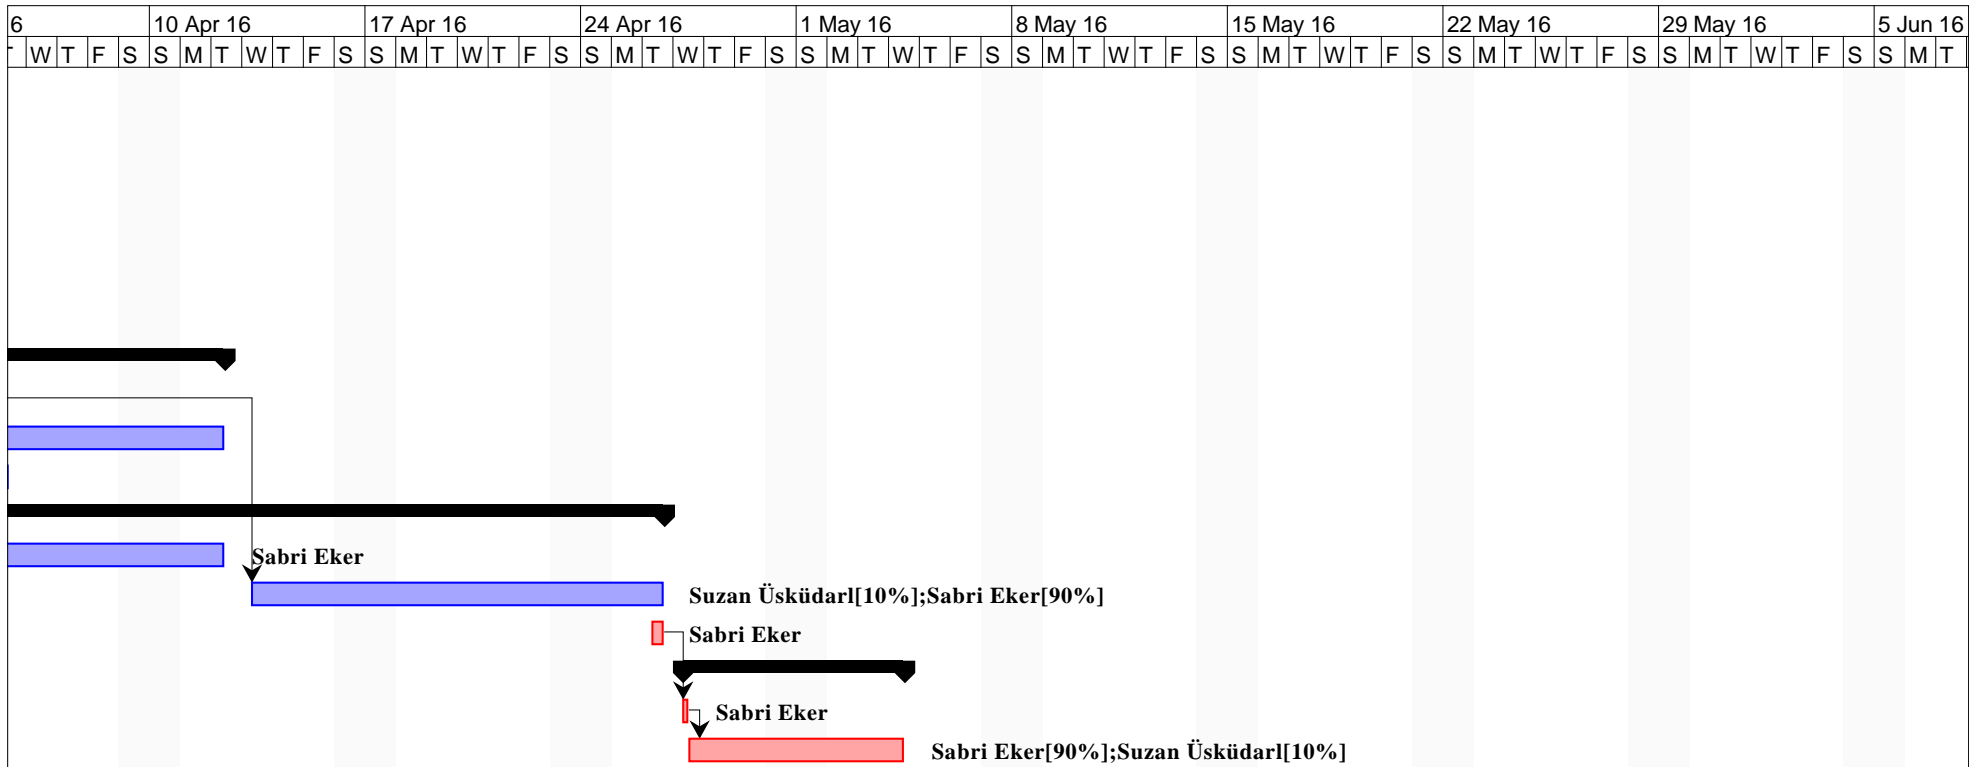 6 10 Apr 16 17 Apr 16 24 Apr 16 1 May 16 8 May 16 15 May 16 22 May 16 29 May 16 5 Jun 16
W T F S S M T W T F S S M T W T F S S M T W T F S S M T W T F S S M T W T F S S M T W T F S S M T W T F S S M T W T F S S M T
Sabri Eker
Suzan Üsküdarl[10%];Sabri Eker[90%]
Sabri Eker
Sabri Eker
Sabri Eker[90%];Suzan Üsküdarl[10%]